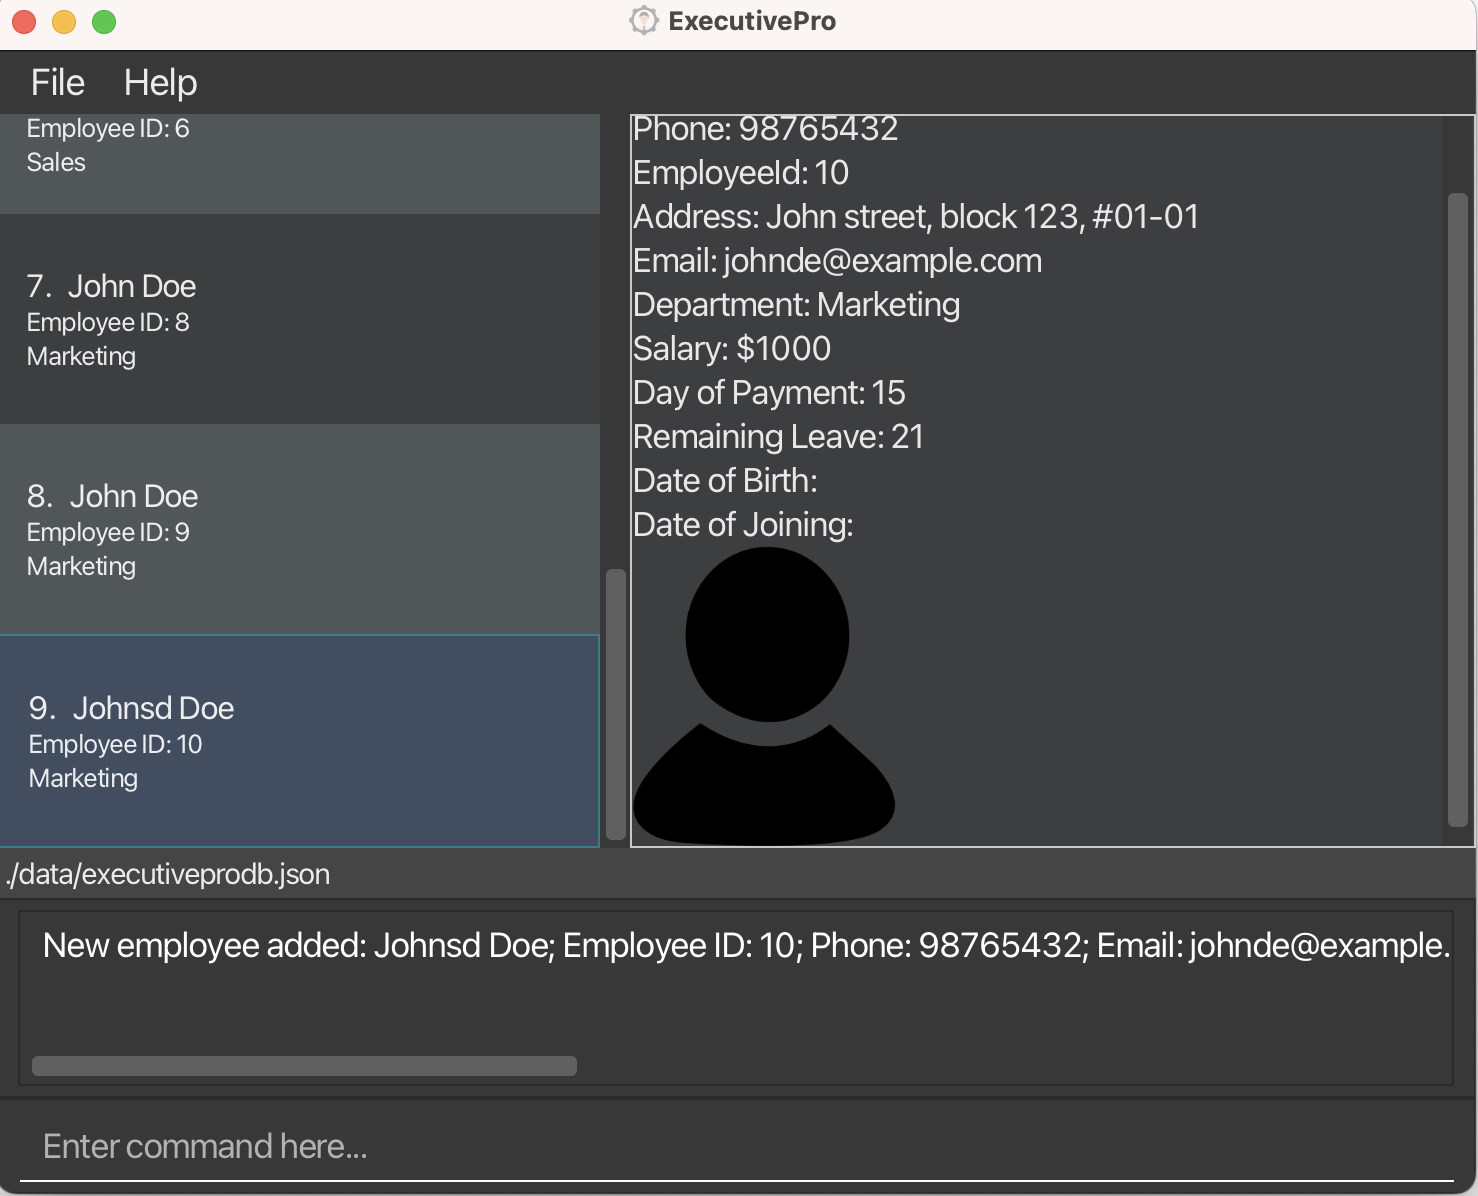 ExecutivePro
File Help
Employee ID: 6
Sales
7. John Doe
Employee ID: 8
Marketing
8. John Doe
Employee ID: 9
Marketing
9. Johnsd Doe
Employee ID: 10
Marketing
Phone: 98765432
EmployeeId: 10
Address: John street, block 123, #01-01
Email: johnde@example.com
Department: Marketing
Salary: $1000
Day of Payment: 15
Remaining Leave: 21
Date of Birth:
Date of Joining:
./data/executiveprodb.json
New employee added: Johnsd Doe; Employee ID: 10; Phone: 98765432; Email: johnde@example.
Enter command here...